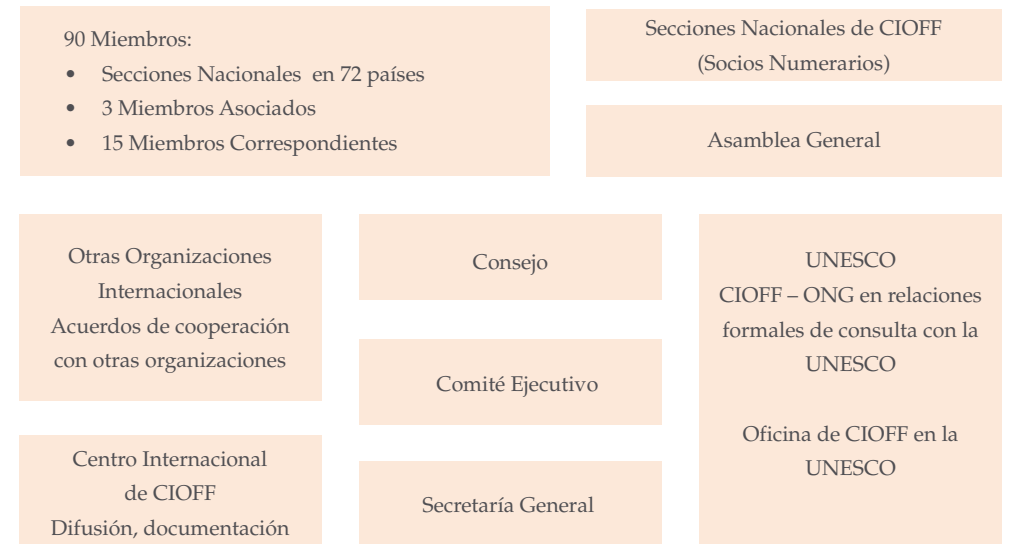 90 Miembros:
• Secciones Nacionales en 72 países
• 3 Miembros Asociados
• 15 Miembros Correspondientes
Secciones Nacionales de CIOFF
(Socios Numerarios)
Asamblea General
Otras Organizaciones
Internacionales
Acuerdos de cooperación
con otras organizaciones
Consejo
UNESCO
CIOFF – ONG en relaciones
formales de consulta con la
UNESCO
Comité Ejecutivo
Oficina de CIOFF en la
UNESCO
Centro Internacional
de CIOFF
Difusión, documentación
Secretaría General